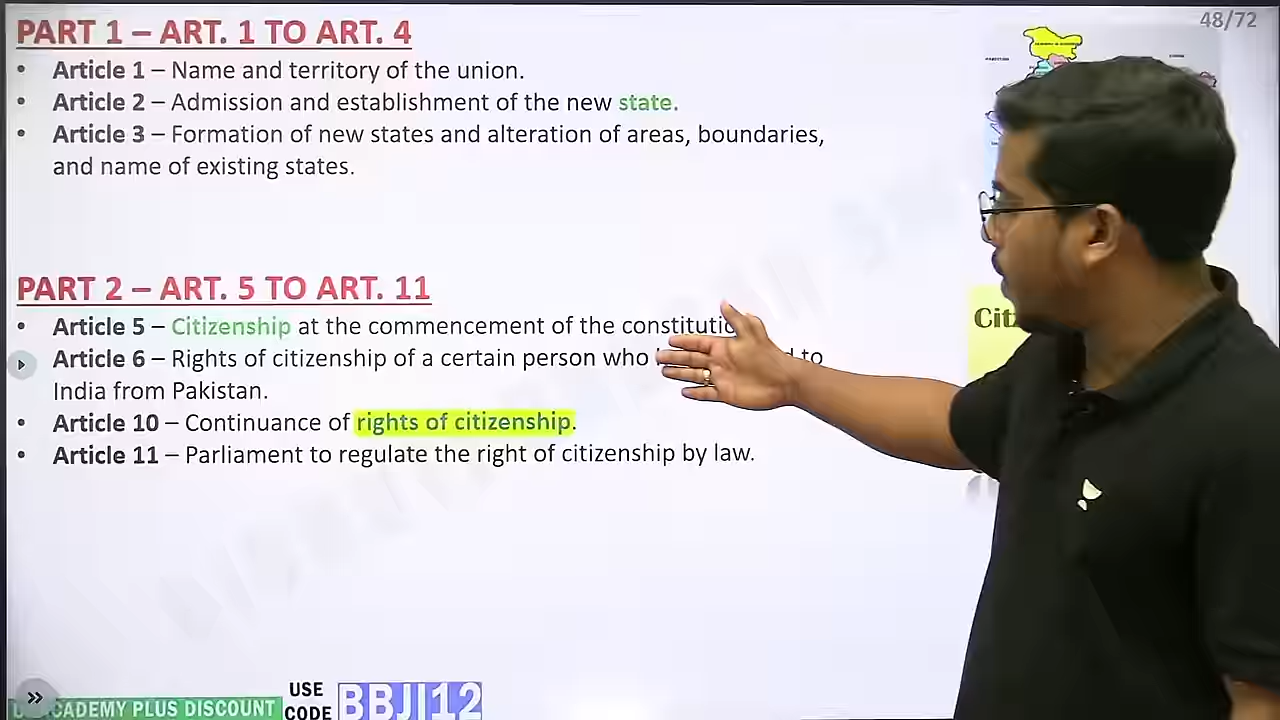 48/72
PART 1 – ART. 1 TO ART. 4
• Article 1 – Name and territory of the union.
• Article 2 – Admission and establishment of the new state.
• Article 3 – Formation of new states and alteration of areas, boundaries,
and name of existing states.
PART 2 – ART. 5 TO ART. 11
• Article 5 – Citizenship at the commencement of the
Article 6 – Rights of citizenship of a certain person who to
India from Pakistan.
• Article 10 – Continuance of rights of citizenship.
• Article 11 – Parliament to regulate the right of citizenship by law.
PLUS DISCOUNT
USE
CODE
BBJI12